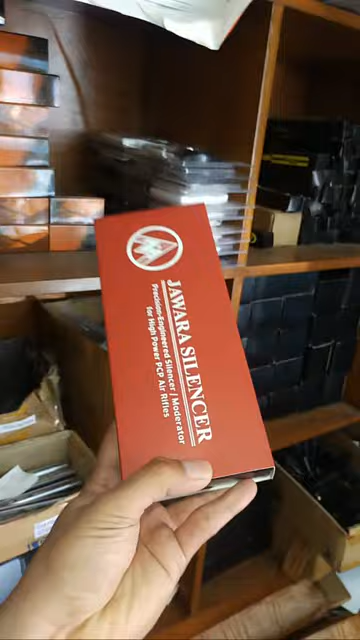 JAWARA SILENCER
Precision-Engineered Silencer / Moderator
for High Power PCP Air Rifles